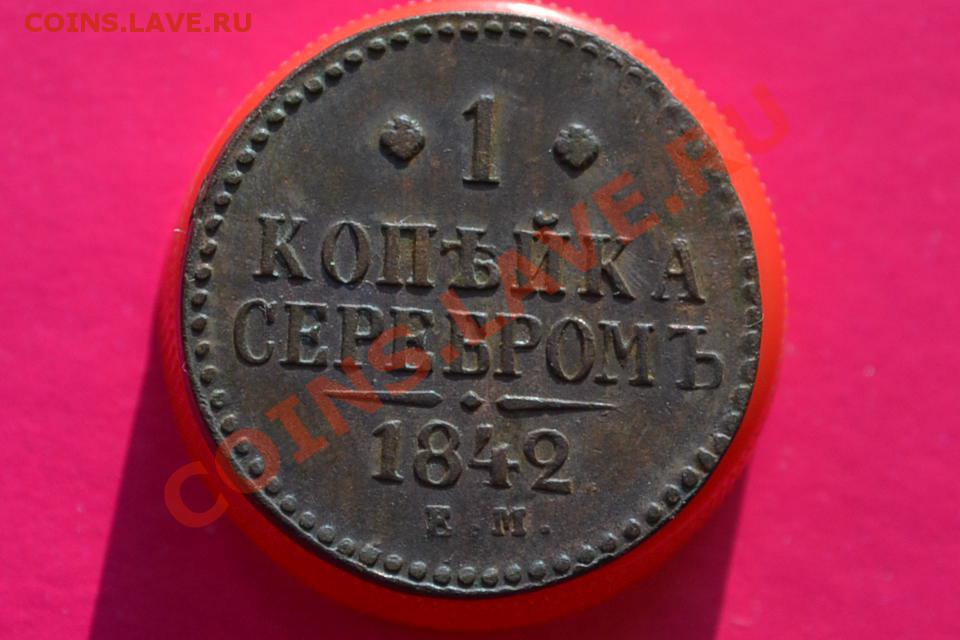 COINS.LAVE.RU
1
КОПѢЙКА
СЕРЕБРОМЪ
1842
Е.М.
COINS.LAVE.RU